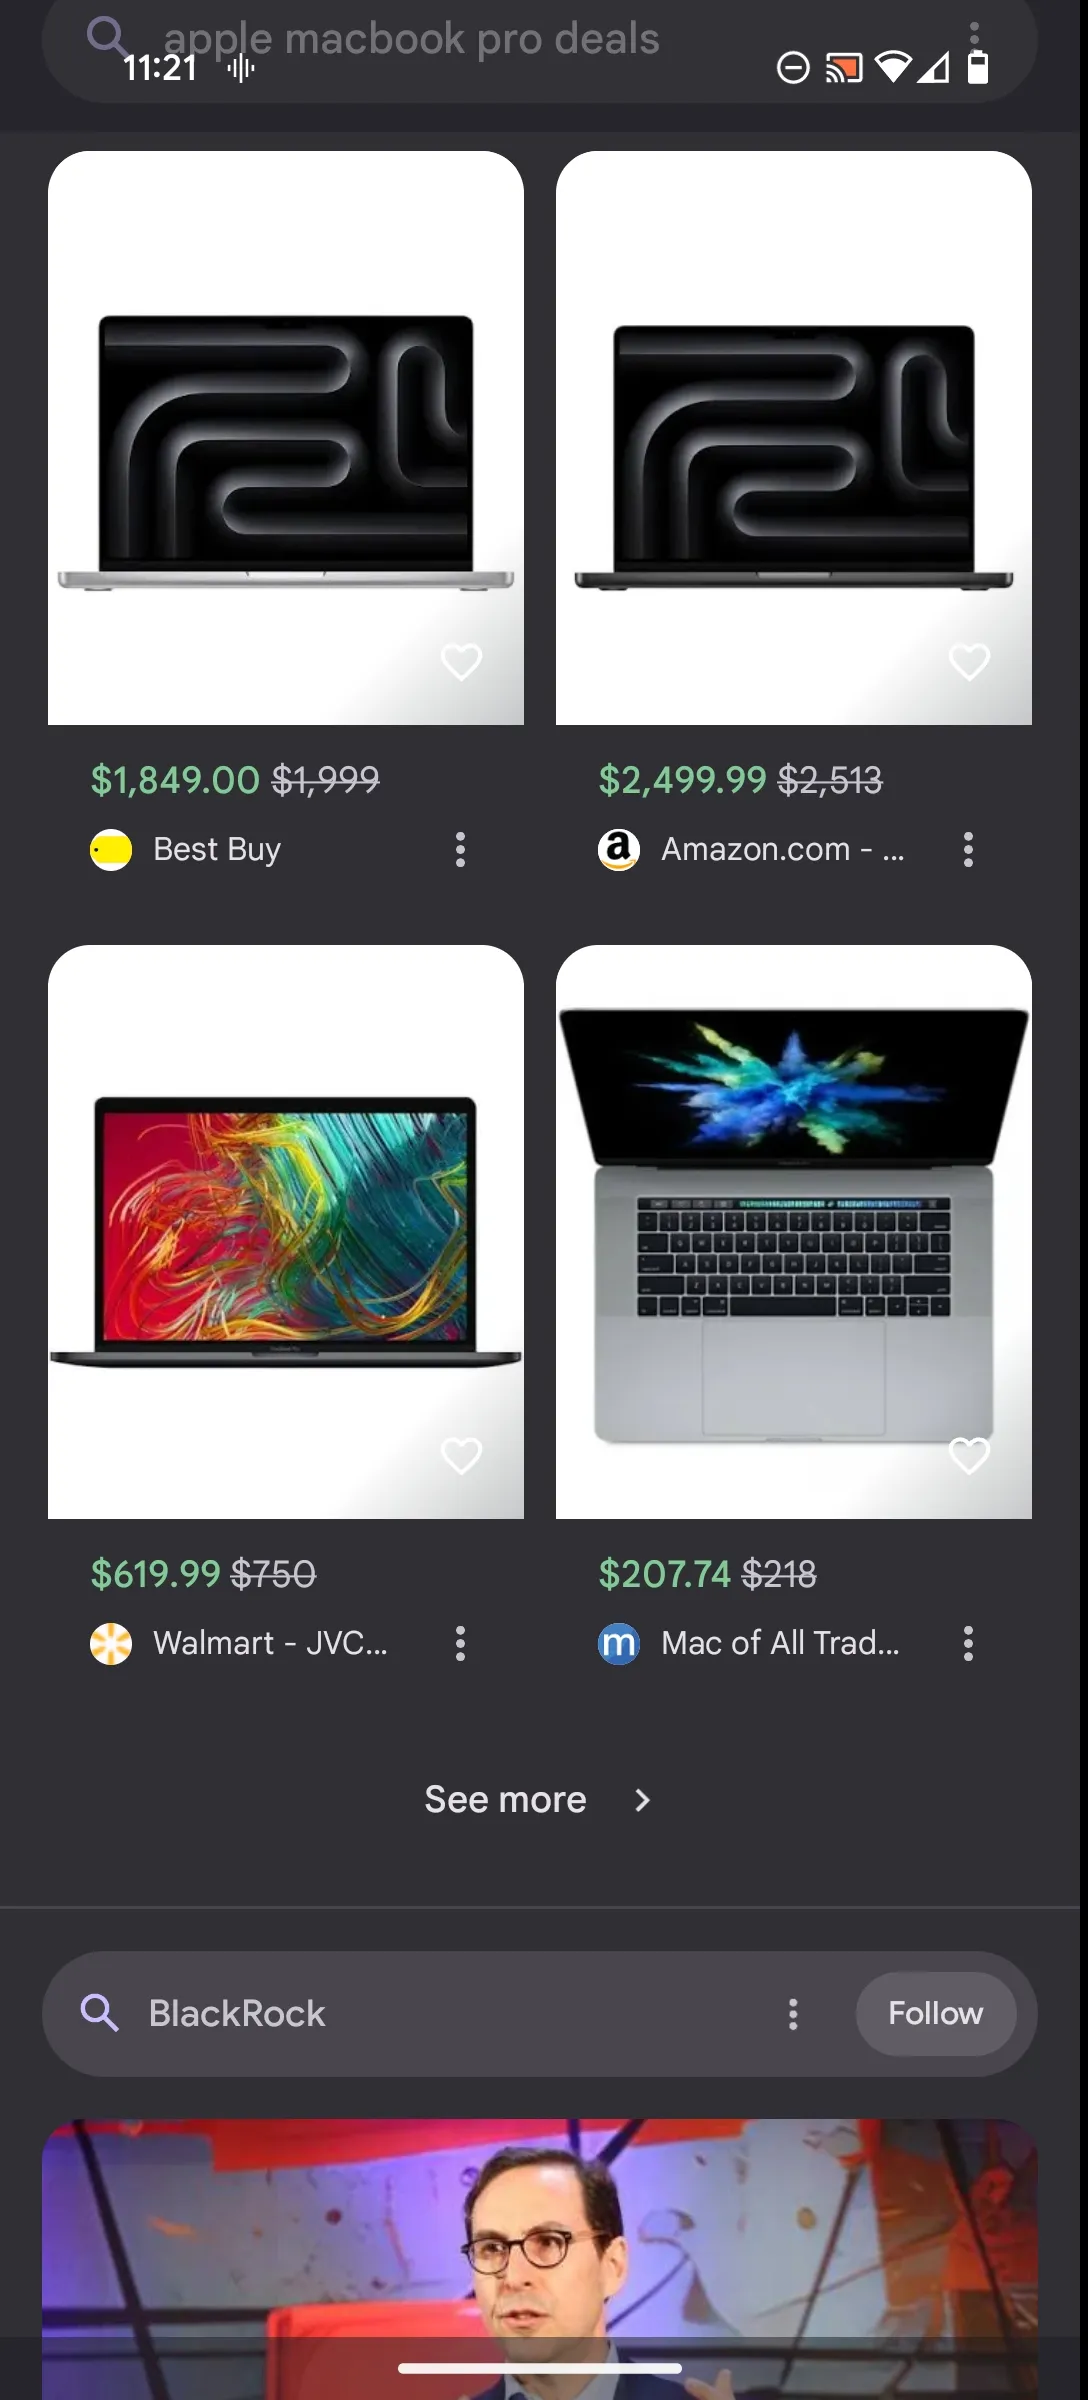 apple macbook pro deals
11:21
$1,849.00 $1,999
Best Buy
$2,499.99 $2,513
a Amazon.com - ...
$619.99 $750
Walmart - JVC...
$207.74 $218
m Mac of All Trad...
See more
BlackRock
Follow